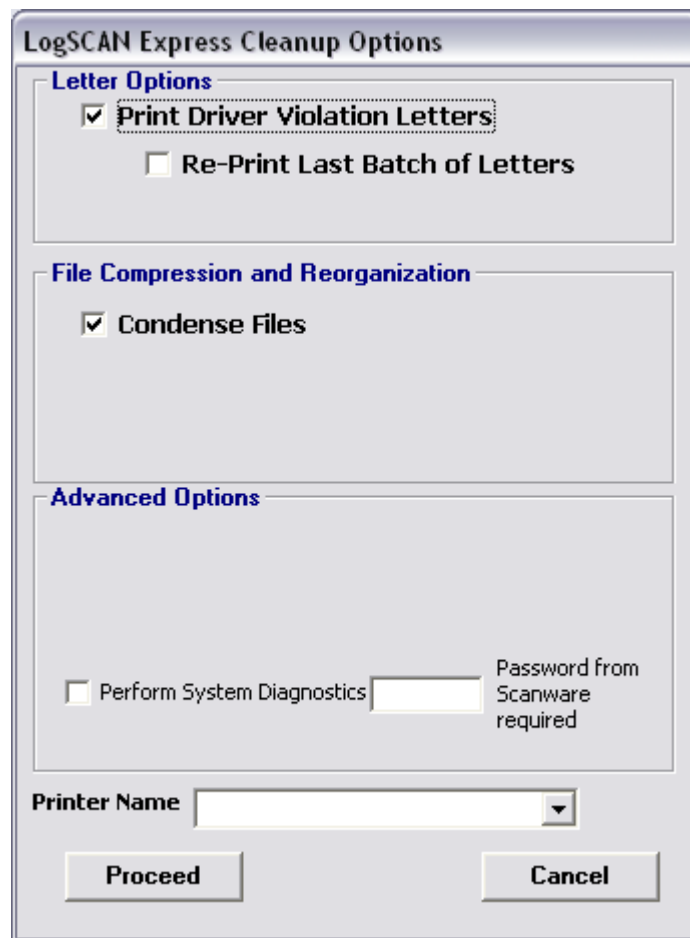 LogSCAN Express Cleanup Options
Letter Options
Print Driver Violation Letters
Re-Print Last Batch of Letters
File Compression and Reorganization
Condense Files
Advanced Options
Perform System Diagnostics
Password from
Scanware
required
Printer Name
Proceed
Cancel